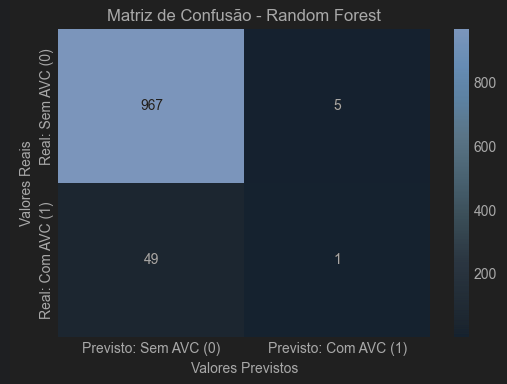 Matriz de Confusão - Random Forest
Valores Reais
Real: Sem AVC (0)
967
5
Real: Com AVC (1)
49
1
Previsto: Sem AVC (0)
Previsto: Com AVC (1)
Valores Previstos
800
600
400
200